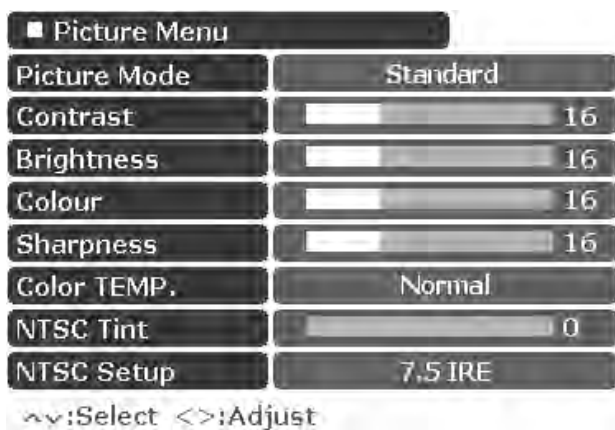 Picture Menu
Picture Mode Standard
Contrast 16
Brightness 16
Colour 16
Sharpness 16
Color TEMP. Normal
NTSC Tint 0
NTSC Setup 7.5 IRE
:Select <>:Adjust